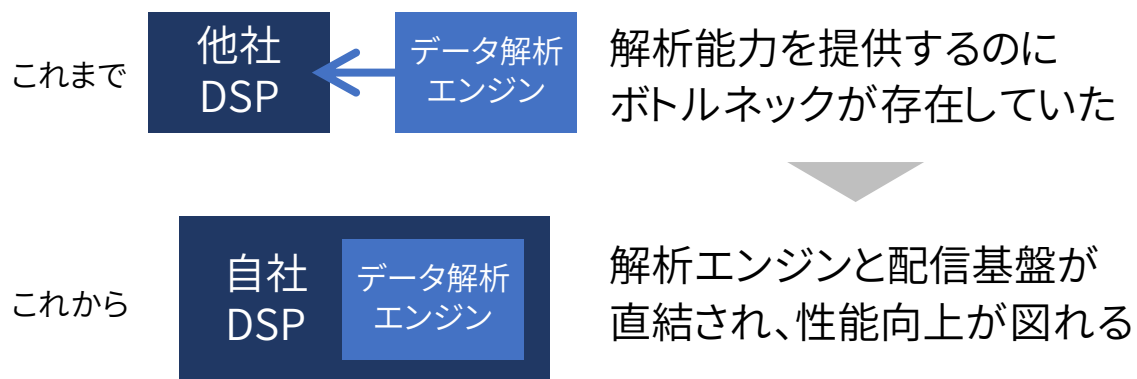 これまで
他社
DSP
データ解析
エンジン
解析能力を提供するのに
ボトルネックが存在していた
これから
自社
DSP
データ解析
エンジン
解析エンジンと配信基盤が
直結され、性能向上が図れる